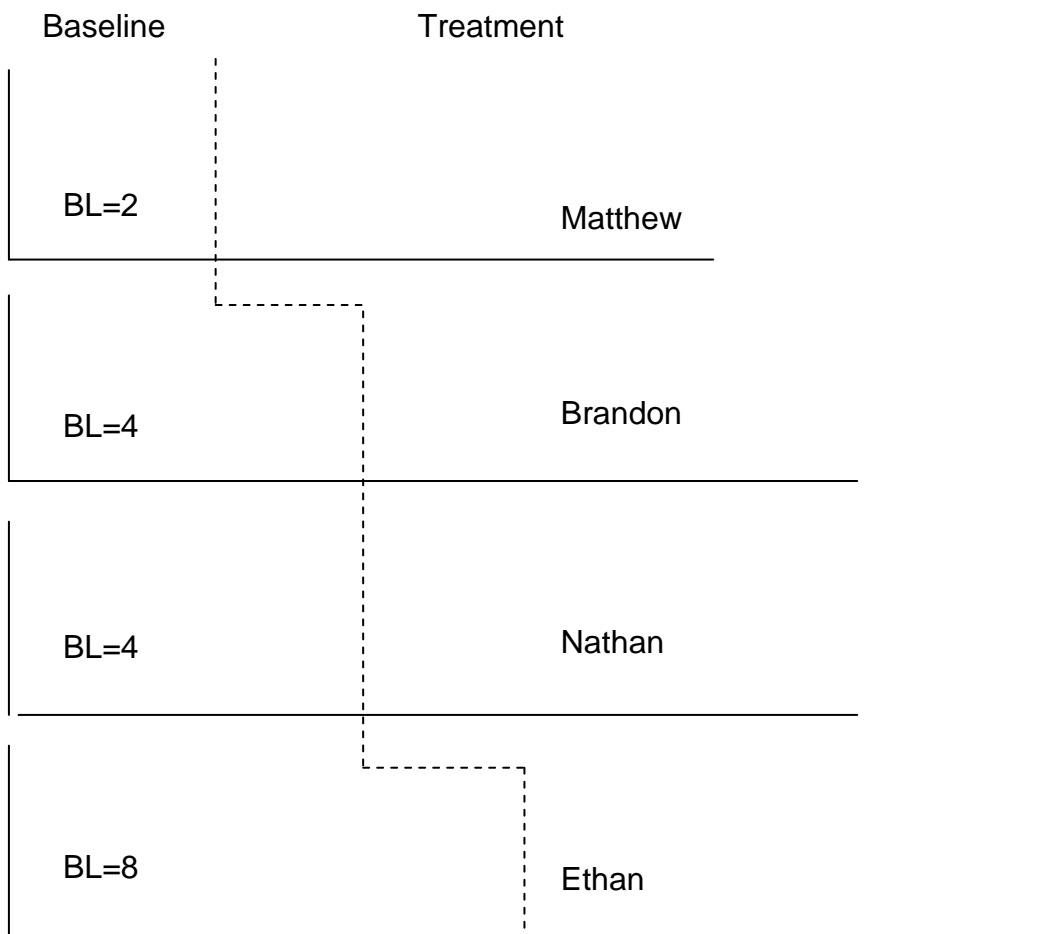 Baseline Treatment
BL=2
Matthew
BL=4
Brandon
BL=4
Nathan
BL=8
Ethan